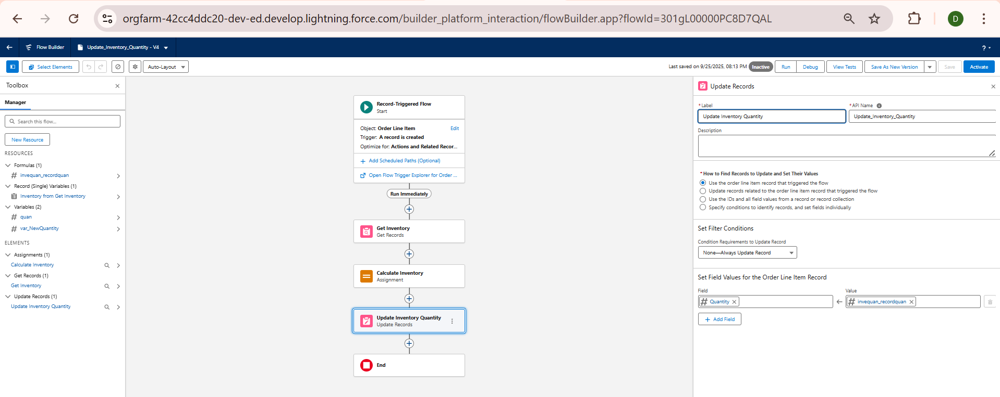 orgfarm-42cc4ddc20-dev-ed.develop.lightning.force.com/builder_platform_interaction/flowBuilder.app?flowId=301gL00000PC8D7QAL
D
Flow Builder
Update_Inventory_Quantity - V4
?
Select Elements
Auto-Layout
Last saved on 9/25/2025, 08:13 PM
Inactive
Run
Debug
View Tests
Save As New Version
Save
Activate
Toolbox
Manager
Search this flow...
New Resource
RESOURCES
Formulas (1)
invequan_recordquan
Record (Single) Variables (1)
Inventory from Get Inventory
Variables (2)
quan
var_NewQuantity
ELEMENTS
Assignments (1)
Calculate Inventory
Get Records (1)
Get Inventory
Update Records (1)
Update Inventory Quantity
Record-Triggered Flow
Start
Object: Order Line Item
Edit
Trigger: A record is created
Optimize for: Actions and Related Recor...
Add Scheduled Paths (Optional)
Open Flow Trigger Explorer for Order ...
Run Immediately
Get Inventory
Get Records
Calculate Inventory
Assignment
Update Inventory Quantity
Update Records
End
Update Records
* Label
* API Name
Update Inventory Quantity
Update_Inventory_Quantity
Description
* How to Find Records to Update and Set Their Values
Use the order line item record that triggered the flow
Update records related to the order line item record that triggered the flow
Use the IDs and all field values from a record or record collection
Specify conditions to identify records, and set fields individually
Set Filter Conditions
Condition Requirements to Update Record
None—Always Update Record
Set Field Values for the Order Line Item Record
Field
Value
Quantity
invequan_recordquan
Add Field